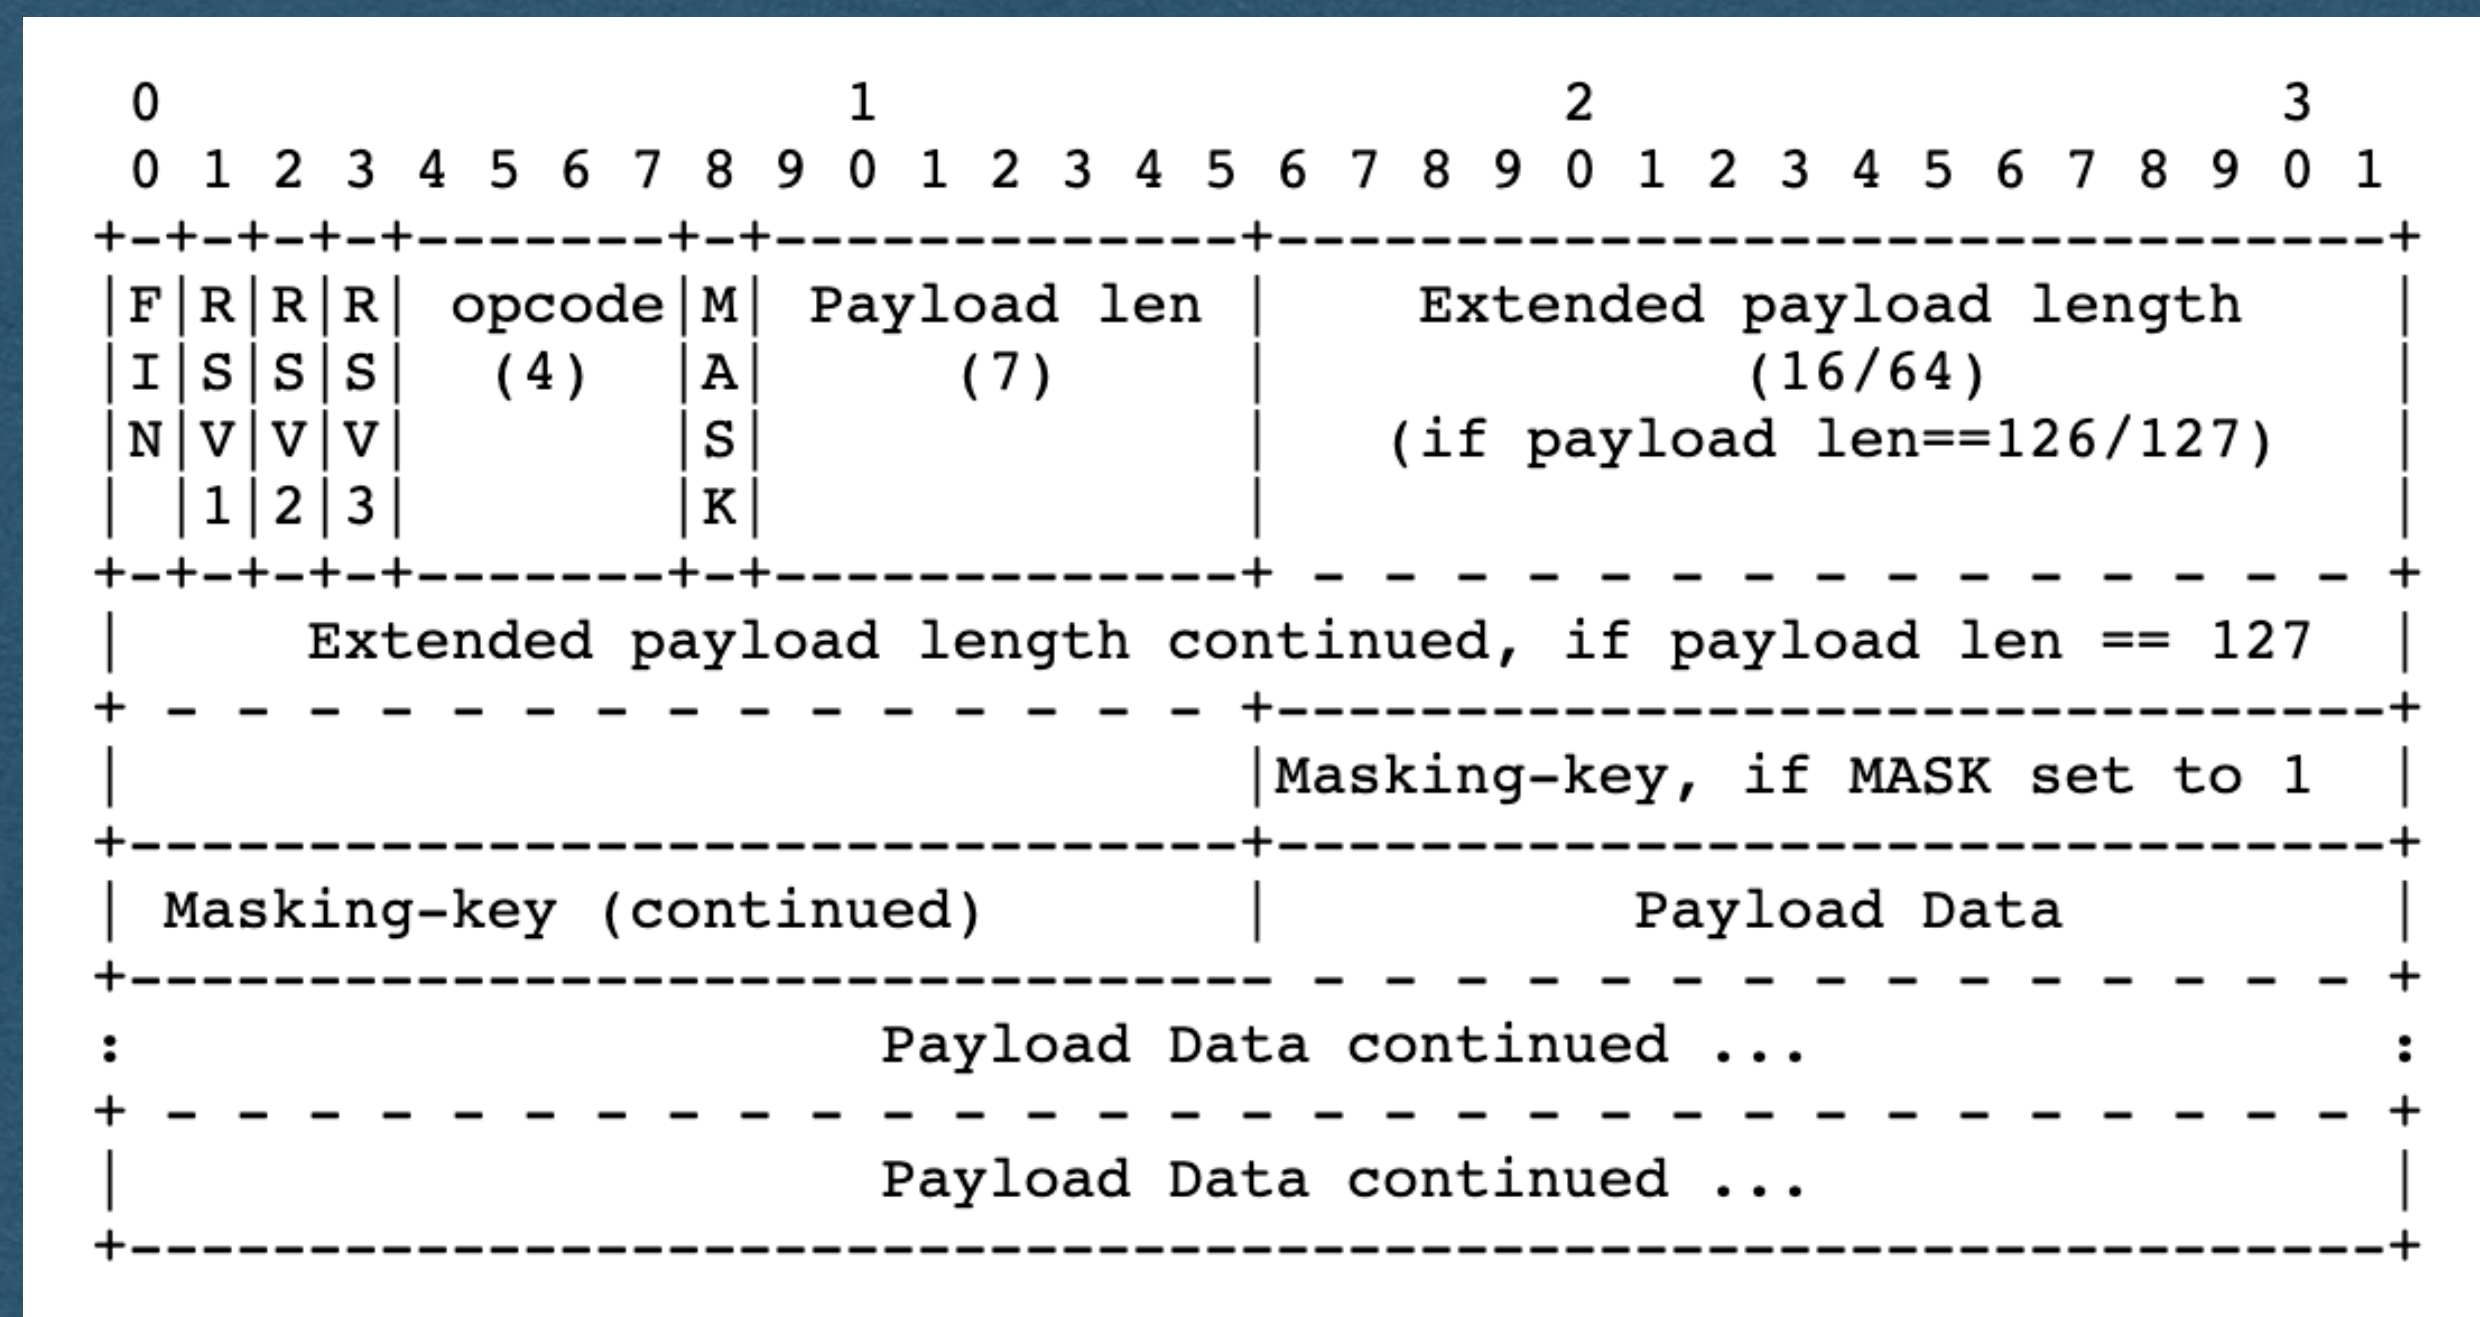 0                   1                   2                   3
 0 1 2 3 4 5 6 7 8 9 0 1 2 3 4 5 6 7 8 9 0 1 2 3 4 5 6 7 8 9 0 1
+-+-+-+-+-------+-+-------------+-------------------------------+
|F|R|R|R| opcode|M| Payload len |    Extended payload length    |
|I|S|S|S|  (4)  |A|     (7)     |             (16/64)           |
|N|V|V|V|       |S|             |   (if payload len==126/127)   |
| |1|2|3|       |K|             |                               |
+-+-+-+-+-------+-+-------------+ - - - - - - - - - - - - - - - +
|     Extended payload length continued, if payload len == 127  |
+ - - - - - - - - - - - - - - - +-------------------------------+
|                               |Masking-key, if MASK set to 1  |
+-------------------------------+-------------------------------+
| Masking-key (continued)       |          Payload Data         |
+-------------------------------- - - - - - - - - - - - - - - - +
:                     Payload Data continued ...                :
+ - - - - - - - - - - - - - - - - - - - - - - - - - - - - - - - +
|                     Payload Data continued ...                |
+---------------------------------------------------------------+